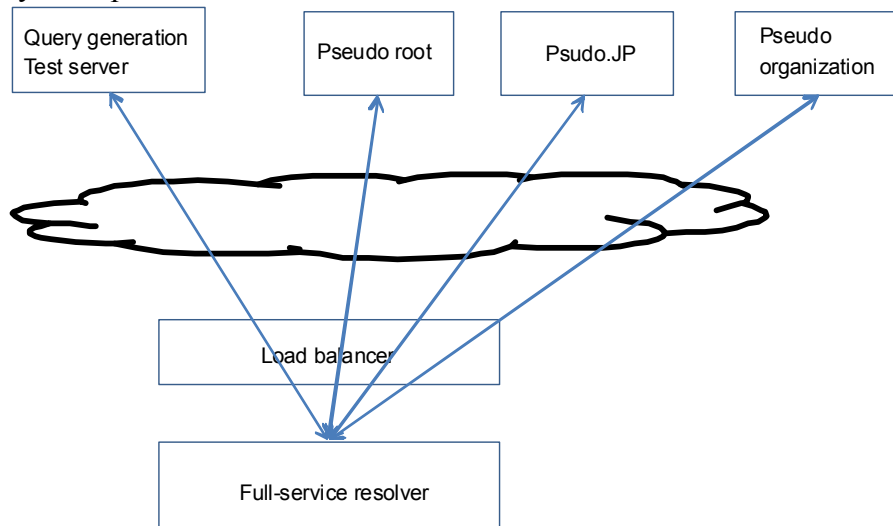 Query generation
Test server
Pseudo root
Psudo.JP
Pseudo
organization
Load balancer
Full-service resolver